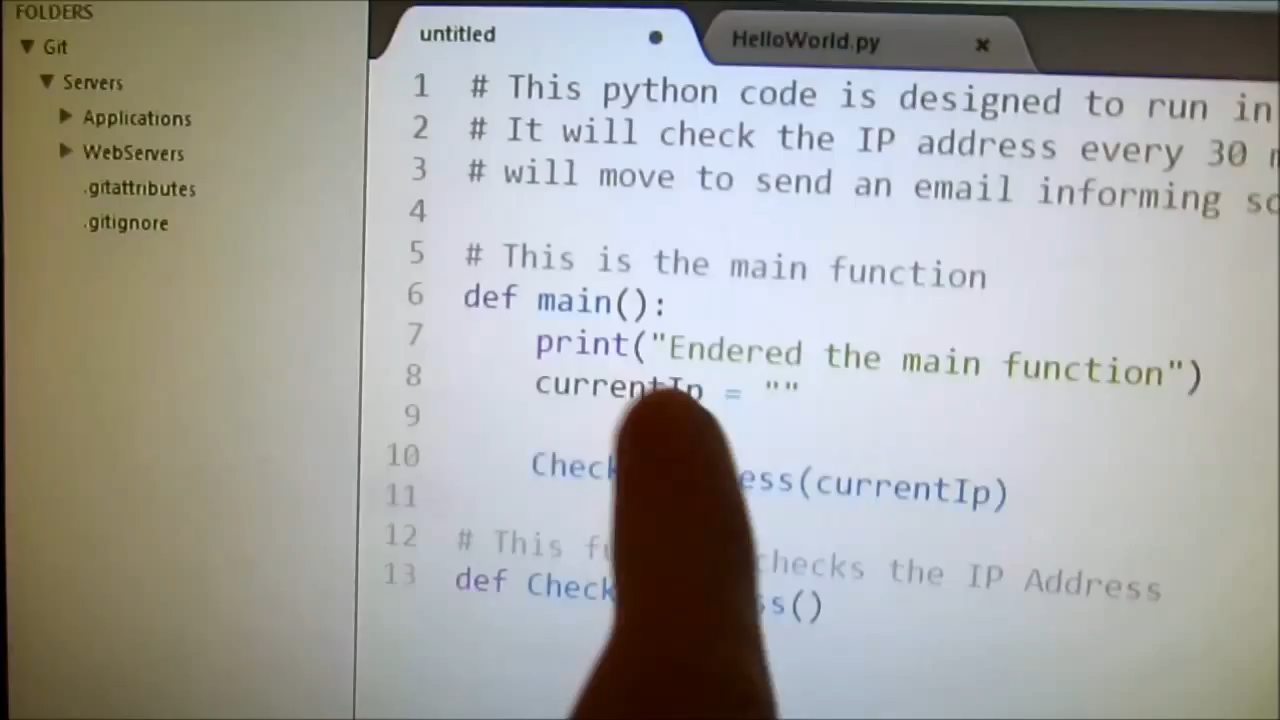 FOLDERS
Git
Servers
Applications
WebServers
.gitattributes
.gitignore
untitled
HelloWorld.py
1 # This python code is designed to run in
2 # It will check the IP address every 30
3 # will move to send an email informing
4
5 # This is the main function
6 def main():
7 print("Endered the main function")
8 currentIp = ""
9
10 Check ess(currentIp)
11
12 # This checks the IP Address
13 def Check ss()